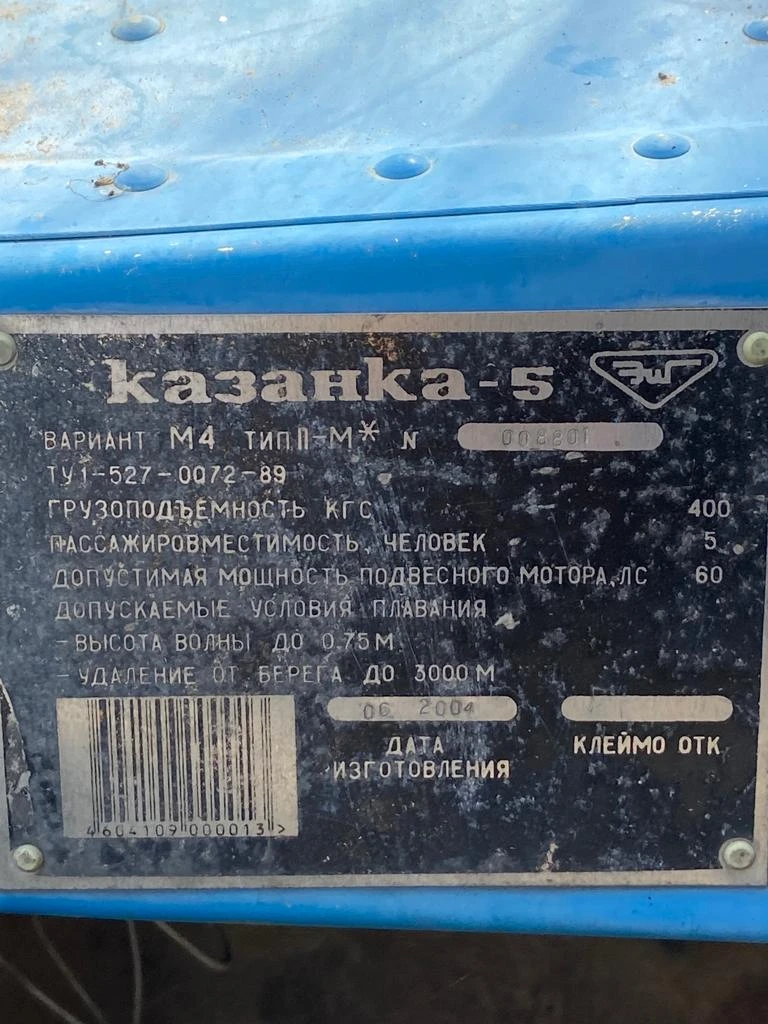 казанка-5
ВАРИАНТ М4 ТИП II-М* N 008801
ТУ1-527-0072-89
ГРУЗОПОДЪЕМНОСТЬ КГС 400
ПАССАЖИРОВМЕСТИМОСТЬ, ЧЕЛОВЕК 5
ДОПУСТИМАЯ МОЩНОСТЬ ПОДВЕСНОГО МОТОРА, ЛС 60
ДОПУСКАЕМЫЕ УСЛОВИЯ ПЛАВАНИЯ
- ВЫСОТА ВОЛНЫ ДО 0.75 М
- УДАЛЕНИЕ ОТ БЕРЕГА ДО 3000 М
06 2004
ДАТА ИЗГОТОВЛЕНИЯ
КЛЕЙМО ОТК
4604109000013>